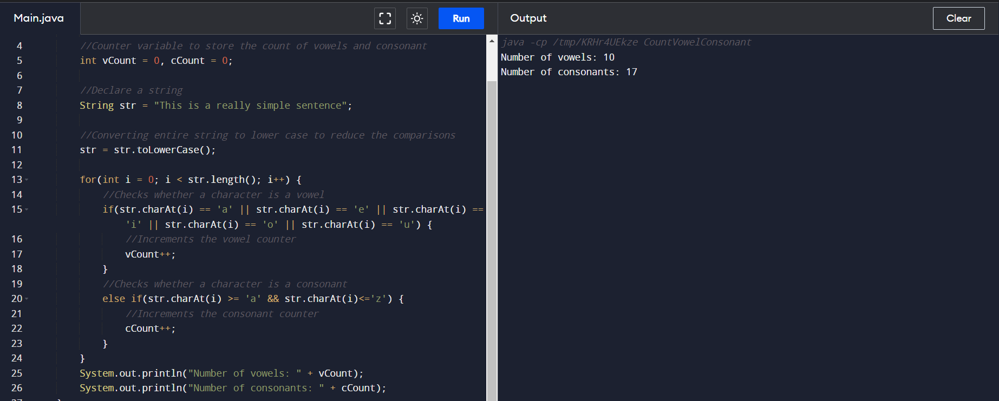 Main.java
Run
Output
Clear
4 //Counter variable to store the count of vowels and consonant
5 int vCount = 0, cCount = 0;
6
7 //Declare a string
8 String str = "This is a really simple sentence";
9
10 //Converting entire string to lower case to reduce the comparisons
11 str = str.toLowerCase();
12
13 for(int i = 0; i < str.length(); i++) {
14 //Checks whether a character is a vowel
15 if(str.charAt(i) == 'a' || str.charAt(i) == 'e' || str.charAt(i) ==
'i' || str.charAt(i) == 'o' || str.charAt(i) == 'u') {
16 //Increments the vowel counter
17 vCount++;
18 }
19 //Checks whether a character is a consonant
20 else if(str.charAt(i) >= 'a' && str.charAt(i)<='z') {
21 //Increments the consonant counter
22 cCount++;
23 }
24 }
25 System.out.println("Number of vowels: " + vCount);
26 System.out.println("Number of consonants: " + cCount);
java -cp /tmp/KRHr4UEkze CountVowelConsonant
Number of vowels: 10
Number of consonants: 17